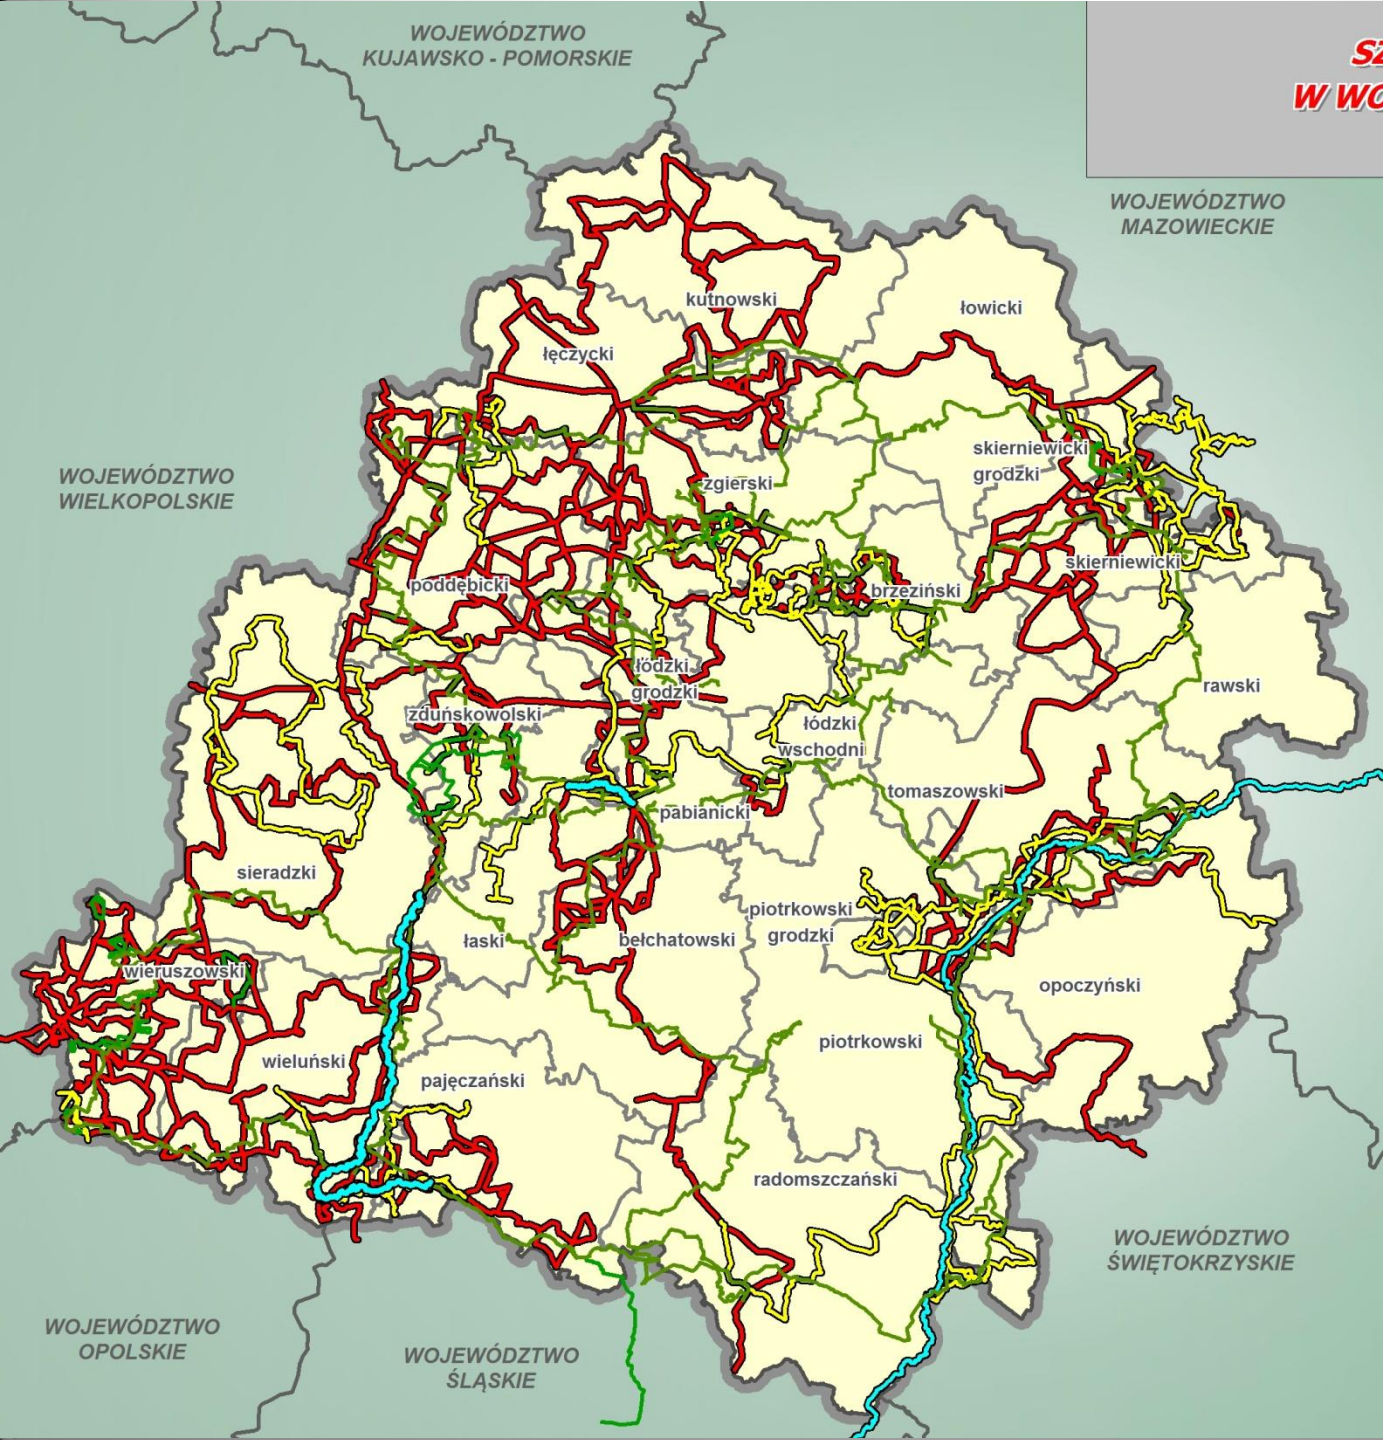 WOJEWÓDZTWO
KUJAWSKO - POMORSKIE
W WO
WOJEWÓDZTWO
MAZOWIECKIE
kutnowski
łowicki
łęczycki
skierniewicki
grodzki
WOJEWÓDZTWO
WIELKOPOLSKIE
zgierski
skierniewicki
poddębicki
brzeziński
łódzki
grodzki
rawski
zduńskowolski
łódzki
wschodni
tomaszowski
pabianicki
sieradzki
piotrkowski
grodzki
łaski
bełchatowski
wieruszowski
opoczyński
piotrkowski
wieluński
pajęczański
radomszczański
WOJEWÓDZTWO
ŚWIĘTOKRZYSKIE
WOJEWÓDZTWO
OPOLSKIE
WOJEWÓDZTWO
ŚLĄSKIE